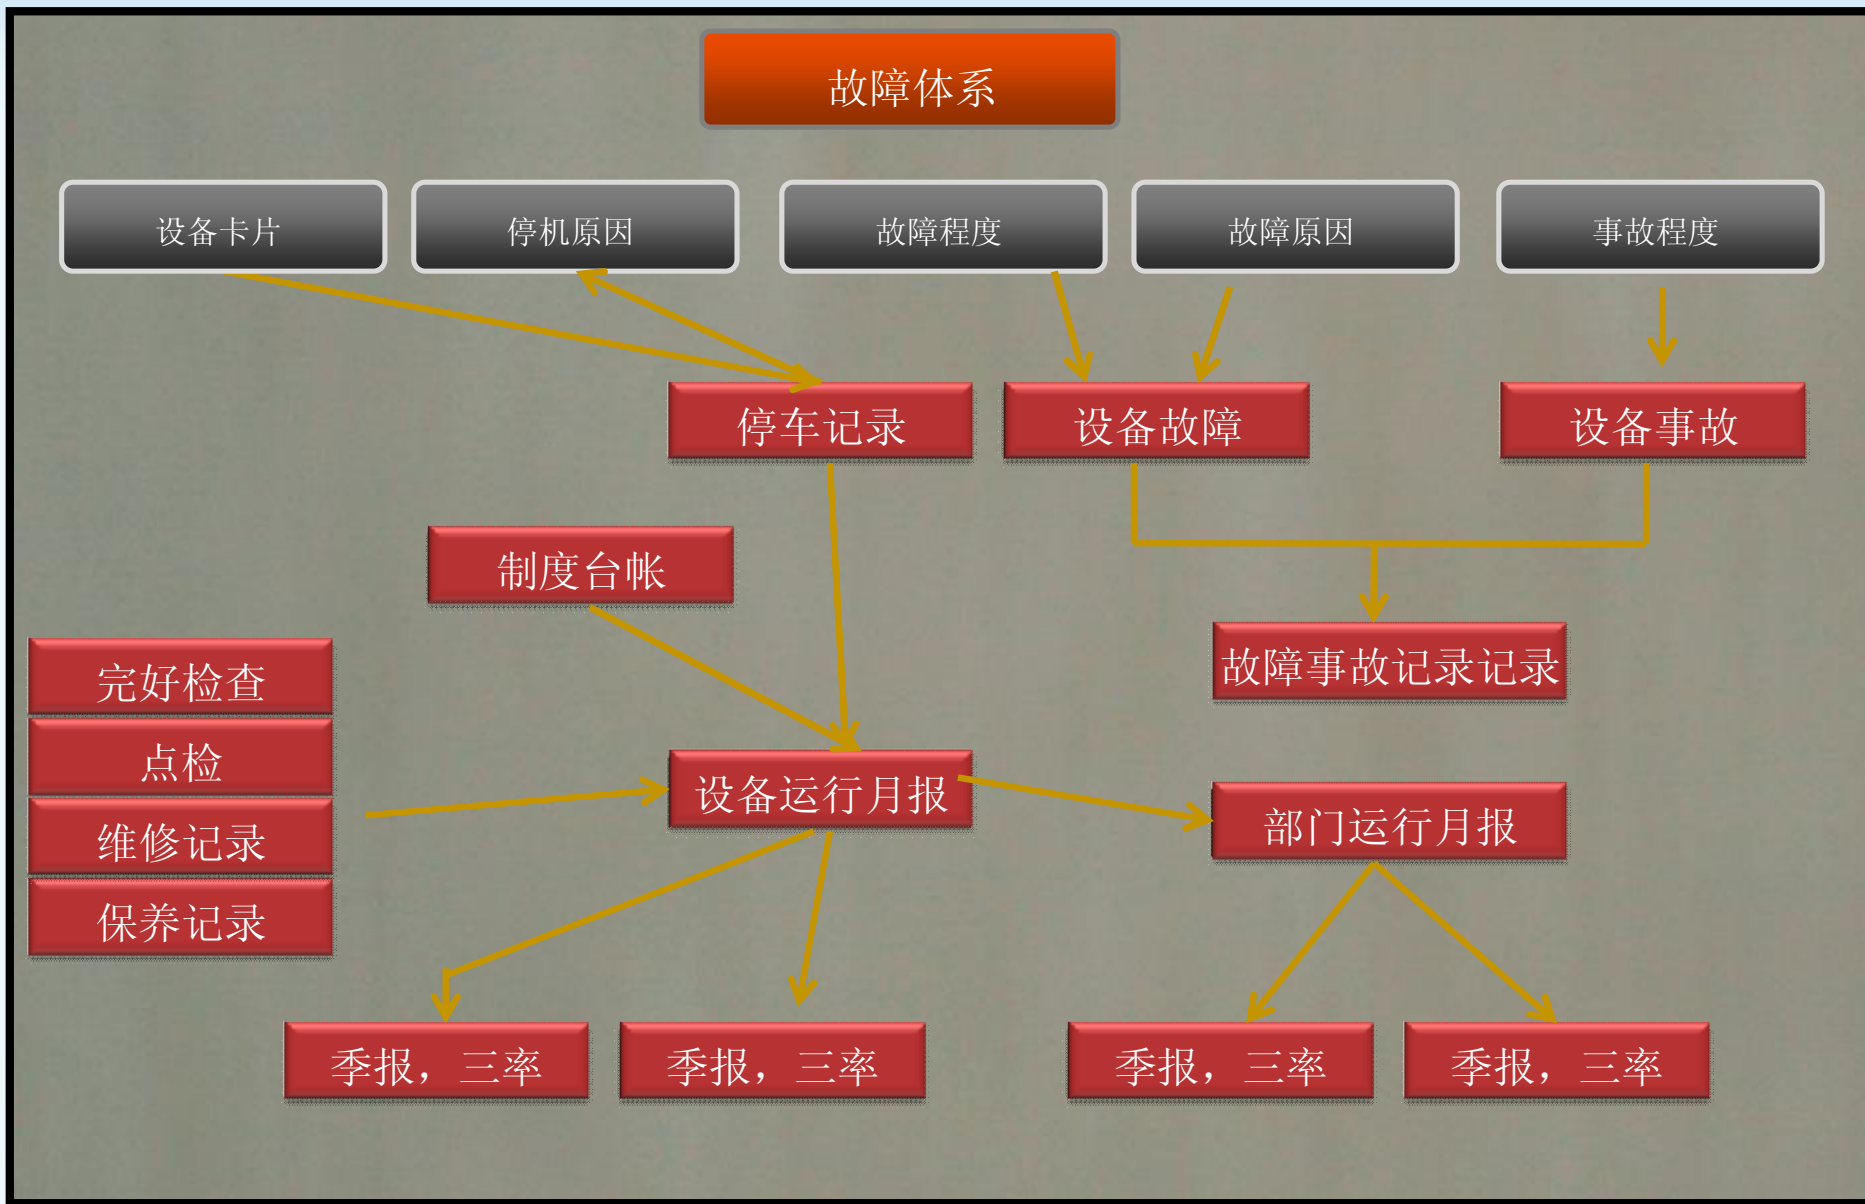 故障体系
设备卡片
停机原因
故障程度
故障原因
事故程度
停车记录
设备故障
设备事故
制度台帐
故障事故记录记录
完好检查
点检
维修记录
保养记录
设备运行月报
部门运行月报
季报，三率
季报，三率
季报，三率
季报，三率